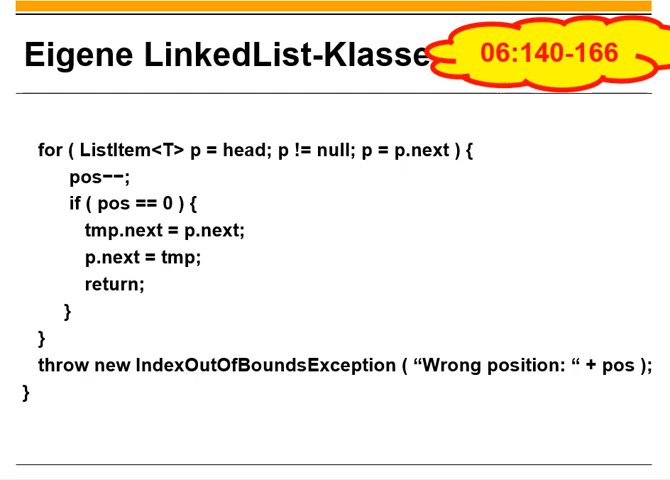 Eigene LinkedList-Klasse
06:140-166
for ( ListItem<T> p = head; p != null; p = p.next ) {
pos−−;
if ( pos == 0 ) {
tmp.next = p.next;
p.next = tmp;
return;
}
}
throw new IndexOutOfBoundsException ( “Wrong position: “ + pos );
}